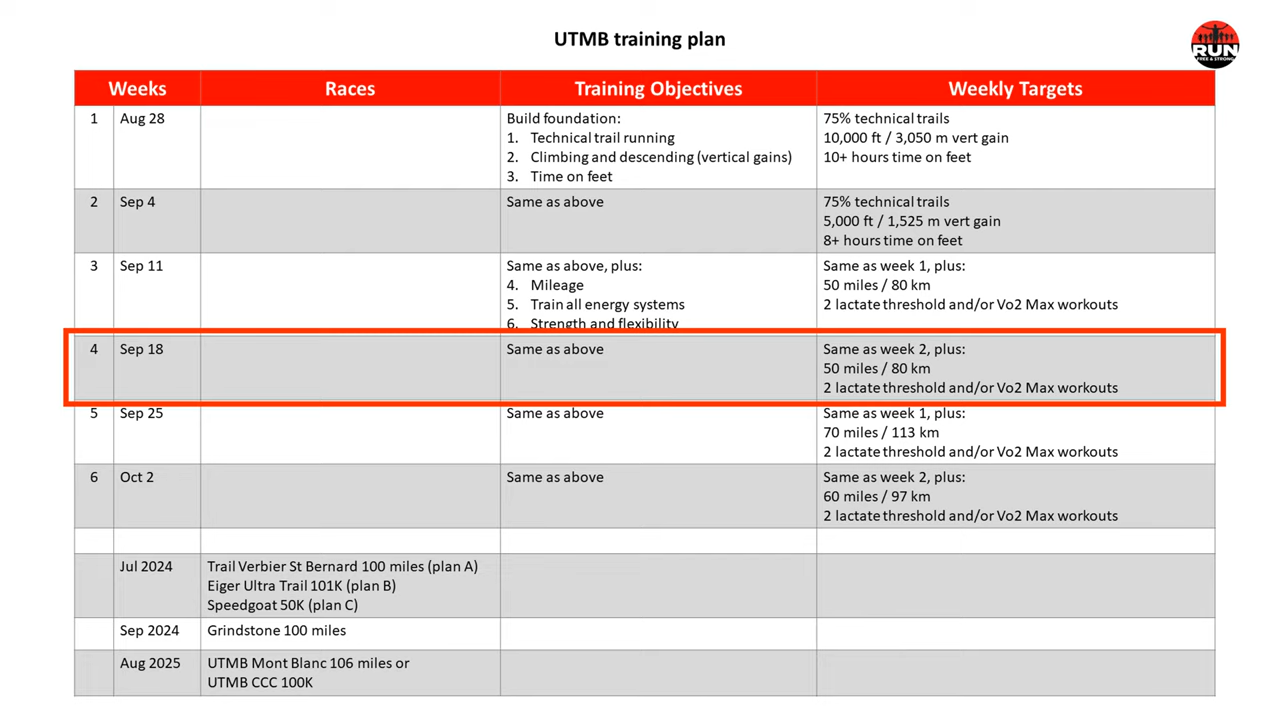 UTMB training plan
RUN
FREE & STRONG
Weeks Races Training Objectives Weekly Targets
1 Aug 28 Build foundation: 75% technical trails
1. Technical trail running 10,000 ft / 3,050 m vert gain
2. Climbing and descending (vertical gains) 10+ hours time on feet
3. Time on feet
2 Sep 4 Same as above 75% technical trails
5,000 ft / 1,525 m vert gain
8+ hours time on feet
3 Sep 11 Same as above, plus: Same as week 1, plus:
4. Mileage 50 miles / 80 km
5. Train all energy systems 2 lactate threshold and/or Vo2 Max workouts
6. Strength and flexibility
4 Sep 18 Same as above Same as week 2, plus:
50 miles / 80 km
2 lactate threshold and/or Vo2 Max workouts
5 Sep 25 Same as above Same as week 1, plus:
70 miles / 113 km
2 lactate threshold and/or Vo2 Max workouts
6 Oct 2 Same as above Same as week 2, plus:
60 miles / 97 km
2 lactate threshold and/or Vo2 Max workouts
Jul 2024 Trail Verbier St Bernard 100 miles (plan A)
Eiger Ultra Trail 101K (plan B)
Speedgoat 50K (plan C)
Sep 2024 Grindstone 100 miles
Aug 2025 UTMB Mont Blanc 106 miles or
UTMB CCC 100K